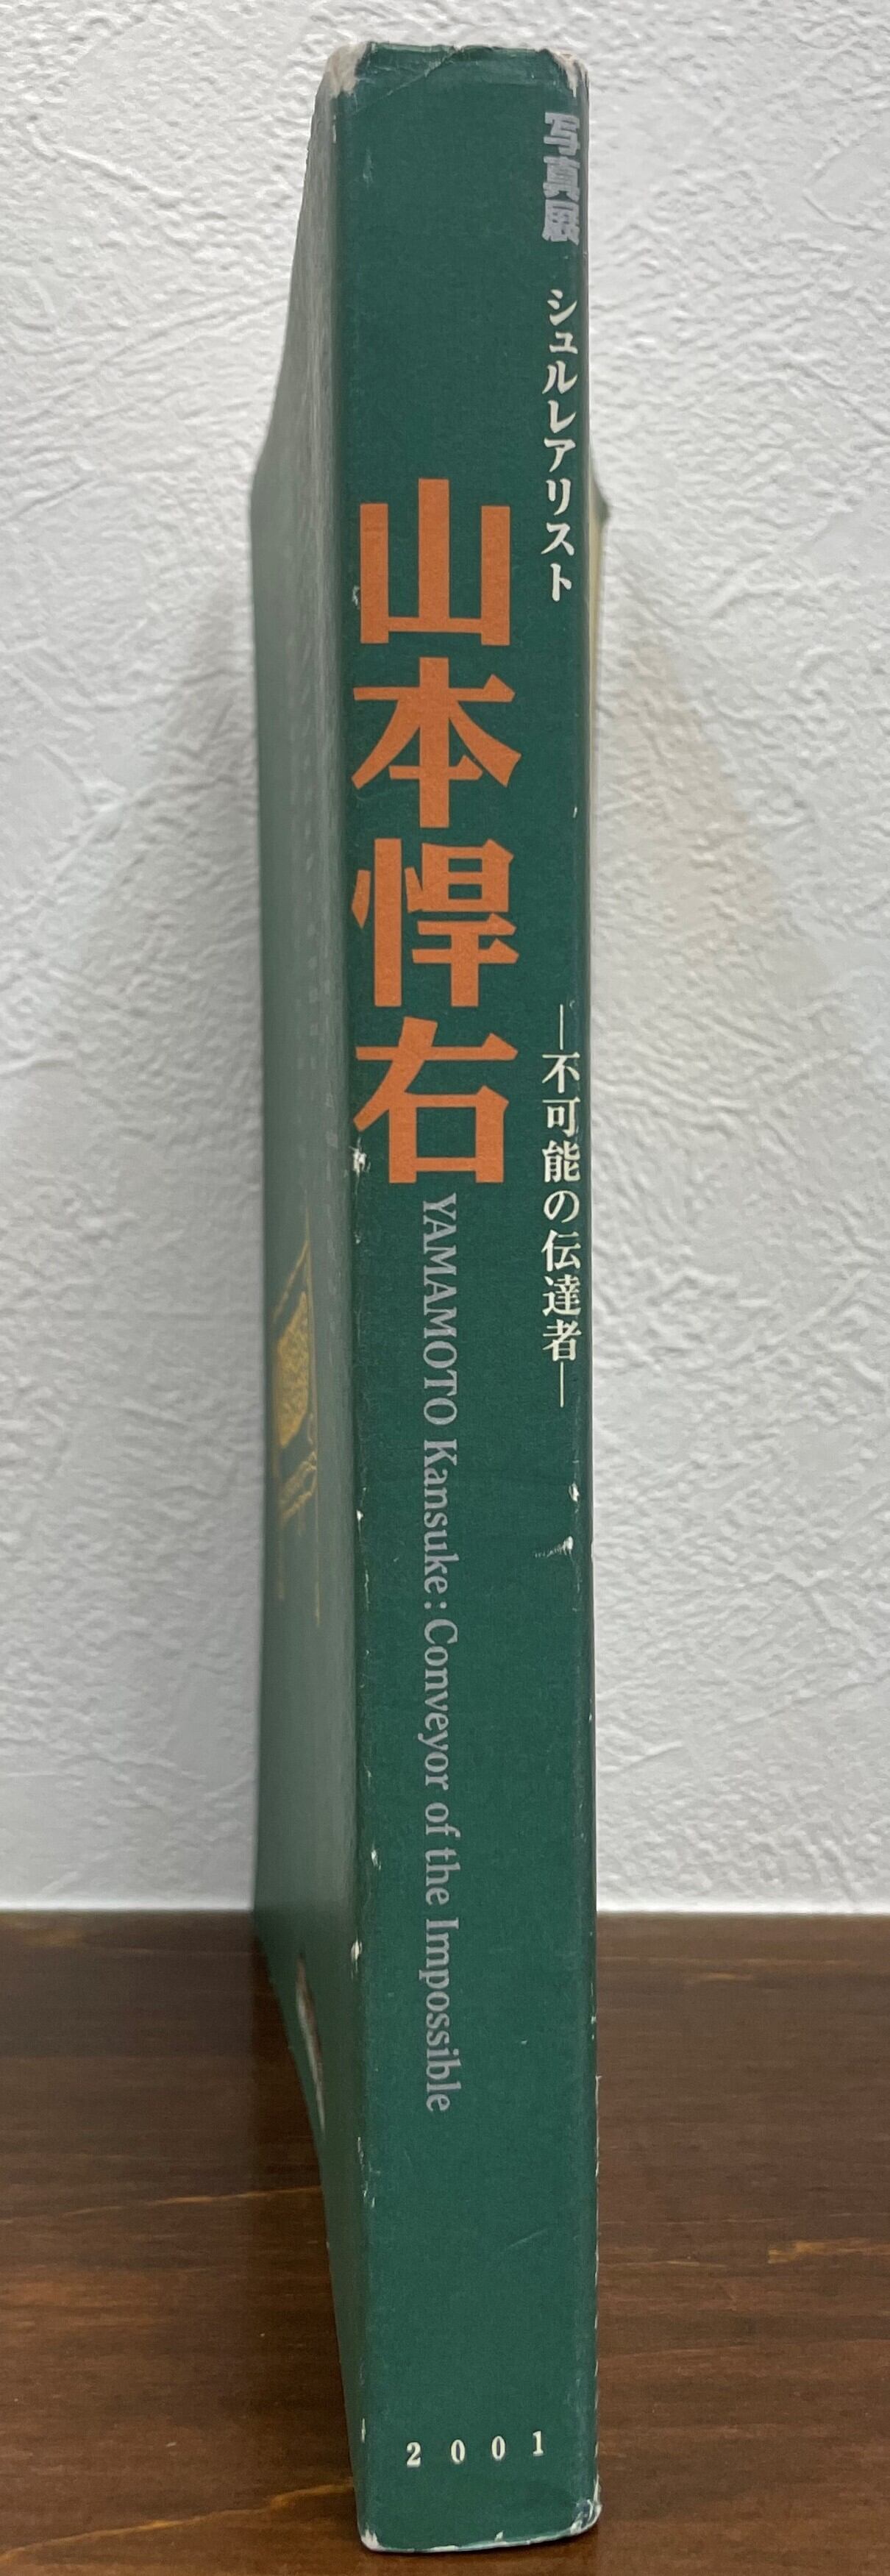 写真展 シュルレアリスト
山本悍右
—不可能の伝達者—
YAMAMOTO Kansuke : Conveyor of the Impossible
2001